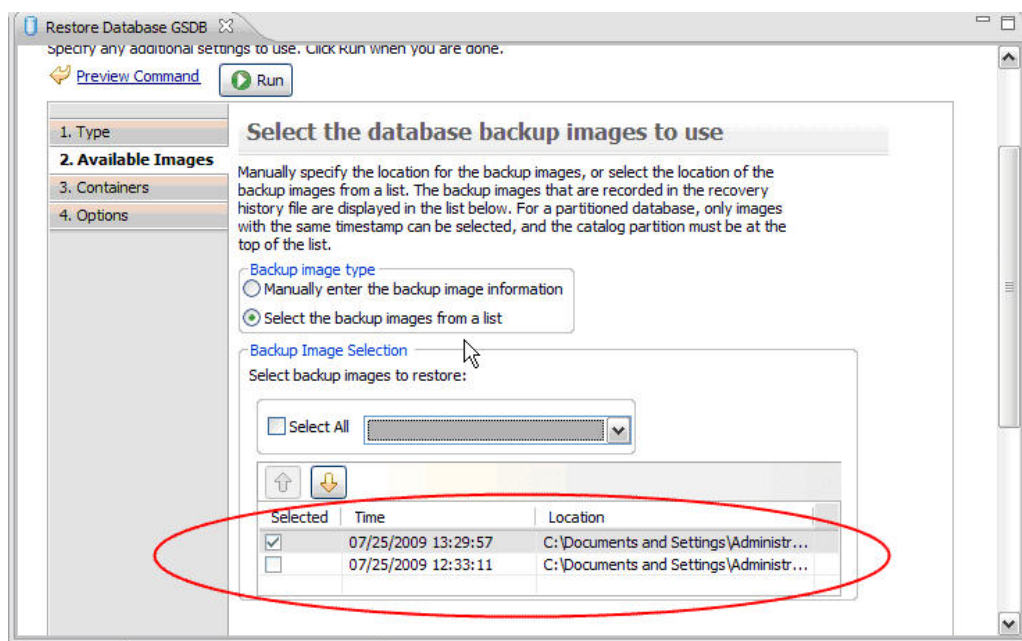 Restore Database GSDB
Specify any additional settings to use. Click Run when you are done.
Preview Command
Run
1. Type
2. Available Images
3. Containers
4. Options
Select the database backup images to use
Manually specify the location for the backup images, or select the location of the
backup images from a list. The backup images that are recorded in the recovery
history file are displayed in the list below. For a partitioned database, only images
with the same timestamp can be selected, and the catalog partition must be at the
top of the list.
Backup image type
Manually enter the backup image information
Select the backup images from a list
Backup Image Selection
Select backup images to restore:
Select All
Selected Time Location
07/25/2009 13:29:57 C:\Documents and Settings\Administr...
07/25/2009 12:33:11 C:\Documents and Settings\Administr...